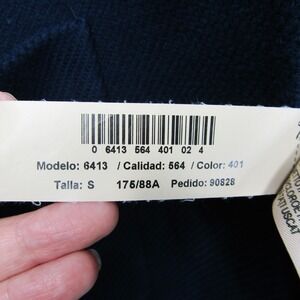 0 6413 564 401 02 4
Modelo: 6413 / Calidad: 564 / Color: 401
Talla: S 175/88A Pedido: 90828